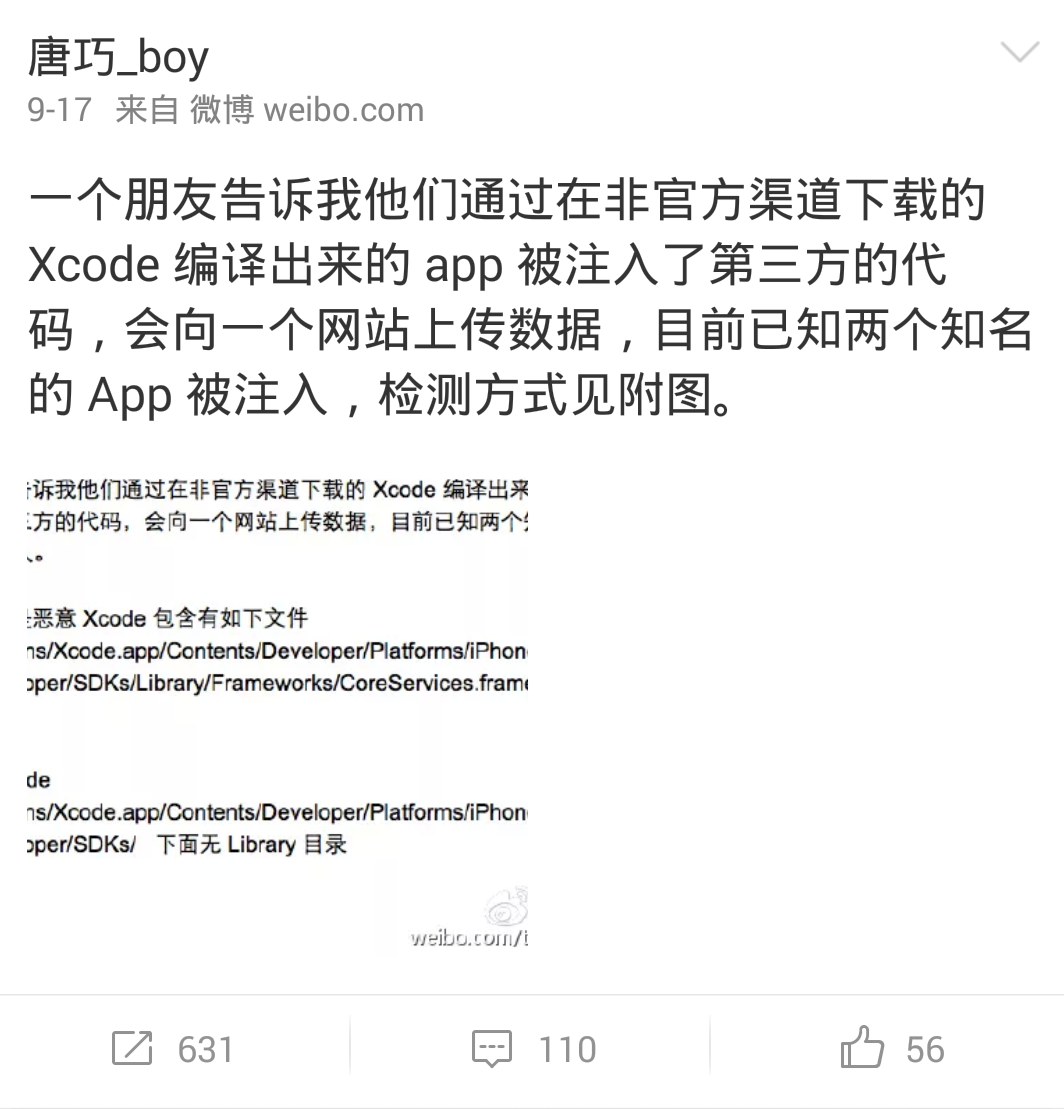 唐巧_boy
9-17 来自 微博 weibo.com
一个朋友告诉我他们通过在非官方渠道下载的
Xcode 编译出来的 app 被注入了第三方的代
码，会向一个网站上传数据，目前已知两个知名
的 App 被注入，检测方式见附图。
诉我他们通过在非官方渠道下载的 Xcode 编译出来
方的代码，会向一个网站上传数据，目前已知两个
。
恶意 Xcode 包含有如下文件
ns/Xcode.app/Contents/Developer/Platforms/iPhon
oper/SDKs/Library/Frameworks/CoreServices.frame
de
ns/Xcode.app/Contents/Developer/Platforms/iPhon
oper/SDKs/ 下面无 Library 目录
weibo.com/t
631
110
56